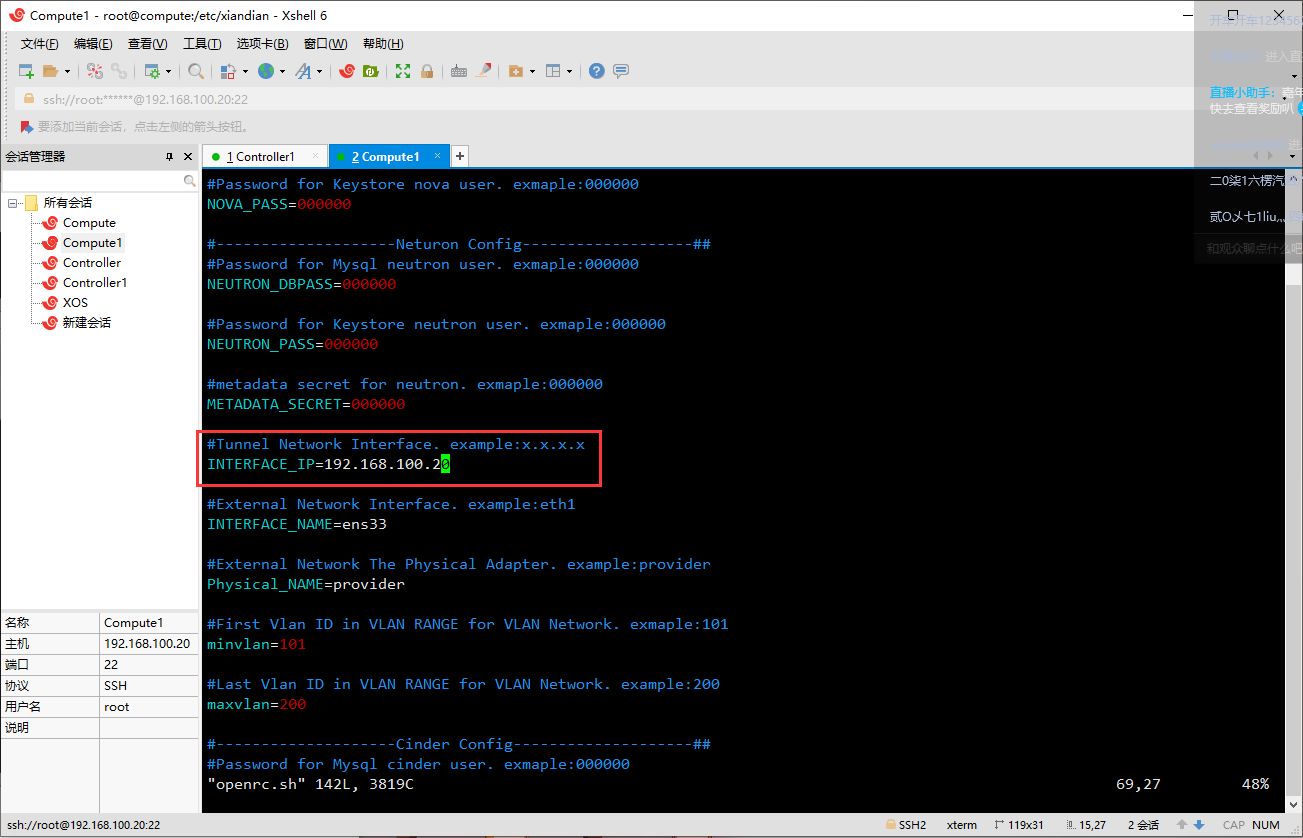 Compute1 - root@compute:/etc/xiandian - Xshell 6
文件(F) 编辑(E) 查看(V) 工具(T) 选项卡(B) 窗口(W) 帮助(H)
ssh://root:******@192.168.100.20:22
要添加当前会话，点击左侧的箭头按钮。
直播小助手：
快去查看奖励叭
二0柒1六楞汽
贰O乄七1liu灬
和观众聊点什么吧
会话管理器
1 Controller1
2 Compute1
所有会话
Compute
Compute1
Controller
Controller1
XOS
新建会话
#Password for Keystore nova user. exmaple:000000
NOVA_PASS=000000
#--------------------Neturon Config-------------------##
#Password for Mysql neutron user. exmaple:000000
NEUTRON_DBPASS=000000
#Password for Keystore neutron user. exmaple:000000
NEUTRON_PASS=000000
#metadata secret for neutron. exmaple:000000
METADATA_SECRET=000000
#Tunnel Network Interface. example:x.x.x.x
INTERFACE_IP=192.168.100.20
#External Network Interface. example:eth1
INTERFACE_NAME=ens33
#External Network The Physical Adapter. example:provider
Physical_NAME=provider
#First Vlan ID in VLAN RANGE for VLAN Network. exmaple:101
minvlan=101
#Last Vlan ID in VLAN RANGE for VLAN Network. example:200
maxvlan=200
#--------------------Cinder Config--------------------##
#Password for Mysql cinder user. exmaple:000000
"openrc.sh" 142L, 3819C 69,27 48%
名称 Compute1
主机 192.168.100.20
端口 22
协议 SSH
用户名 root
说明
ssh://root@192.168.100.20:22 SSH2 xterm 119x31 15,27 2 会话 CAP NUM